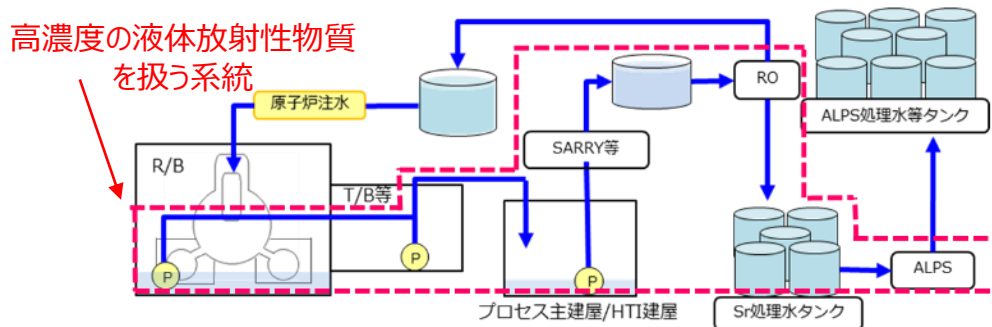 高濃度の液体放射性物質
を扱う系統
原子炉注水
RO
ALPS処理水等タンク
SARRY等
R/B
T/B等
P
P
P
ALPS
プロセス主建屋/HTI建屋
Sr処理水タンク